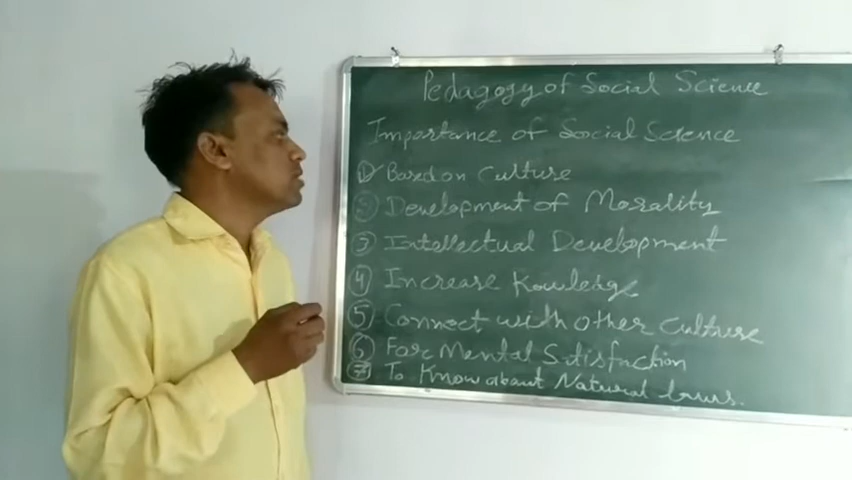 Pedagogy of Social Science
Importance of Social Science
① Based on Culture
② Development of Morality
③ Intellectual Development
④ Increase Kowledg
⑤ Connect with other Culture
⑥ For Mental Satisfaction
⑦ To Know about Natural laws.